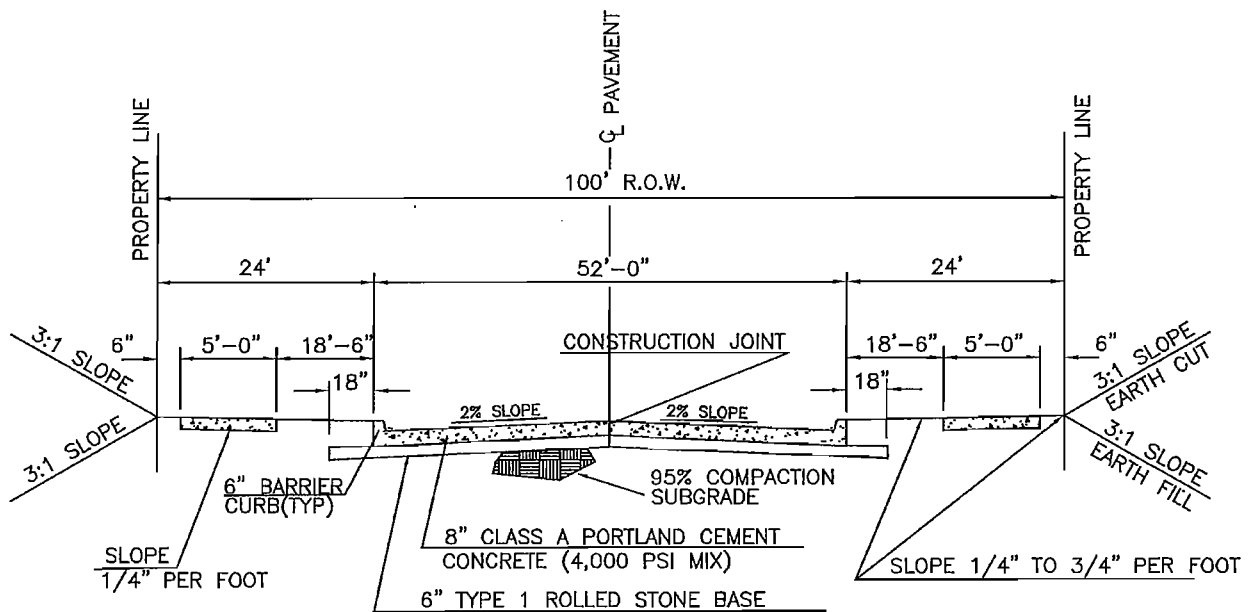 PROPERTY LINE
℄ PAVEMENT
PROPERTY LINE
100' R.O.W.
24'
52'-0"
24'
3:1 SLOPE
6"
5'-0"
18'-6"
CONSTRUCTION JOINT
18'-6"
5'-0"
6"
3:1 SLOPE
EARTH CUT
18"
18"
2% SLOPE
2% SLOPE
3:1 SLOPE
3:1 SLOPE
EARTH FILL
6" BARRIER
CURB(TYP)
95% COMPACTION
SUBGRADE
SLOPE
1/4" PER FOOT
8" CLASS A PORTLAND CEMENT
CONCRETE (4,000 PSI MIX)
SLOPE 1/4" TO 3/4" PER FOOT
6" TYPE 1 ROLLED STONE BASE